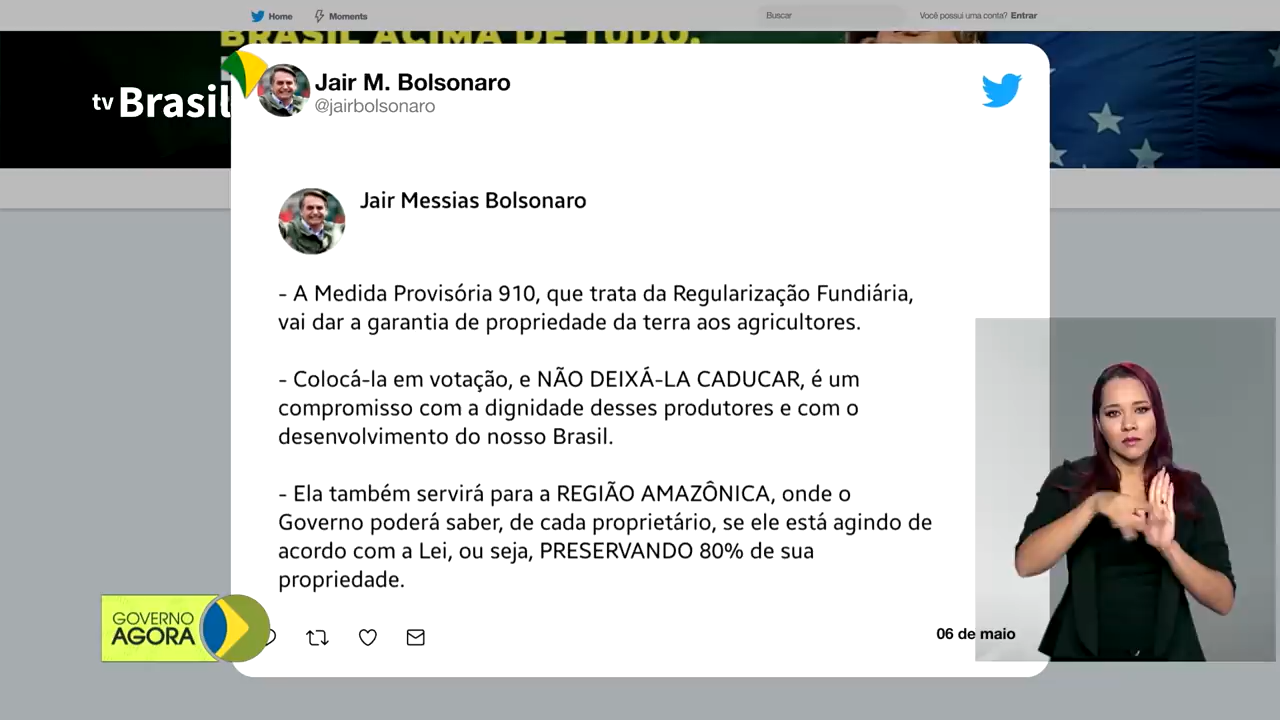 Home
Moments
Buscar
Você possui uma conta? Entrar
BRASIL ACIMA DE TUDO,
tv Brasil
Jair M. Bolsonaro
@jairbolsonaro
Jair Messias Bolsonaro
- A Medida Provisória 910, que trata da Regularização Fundiária,
vai dar a garantia de propriedade da terra aos agricultores.
- Colocá-la em votação, e NÃO DEIXÁ-LA CADUCAR, é um
compromisso com a dignidade desses produtores e com o
desenvolvimento do nosso Brasil.
- Ela também servirá para a REGIÃO AMAZÔNICA, onde o
Governo poderá saber, de cada proprietário, se ele está agindo de
acordo com a Lei, ou seja, PRESERVANDO 80% de sua
propriedade.
GOVERNO
AGORA
06 de maio